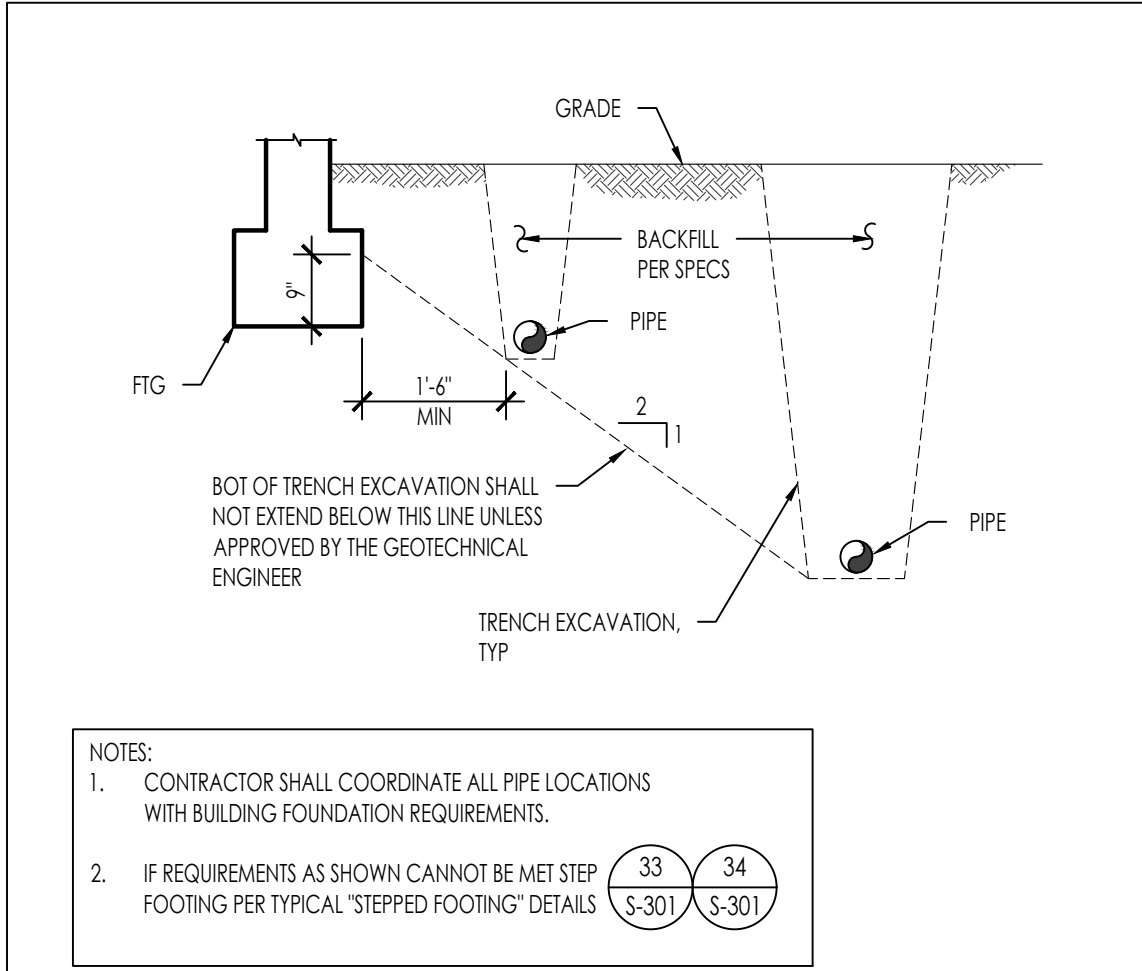 GRADE
BACKFILL
PER SPECS
9"
PIPE
FTG
1'-6"
MIN
2
1
BOT OF TRENCH EXCAVATION SHALL
NOT EXTEND BELOW THIS LINE UNLESS
APPROVED BY THE GEOTECHNICAL
ENGINEER
PIPE
TRENCH EXCAVATION,
TYP
NOTES:
1. CONTRACTOR SHALL COORDINATE ALL PIPE LOCATIONS
WITH BUILDING FOUNDATION REQUIREMENTS.
2. IF REQUIREMENTS AS SHOWN CANNOT BE MET STEP
FOOTING PER TYPICAL "STEPPED FOOTING" DETAILS
33
S-301
34
S-301